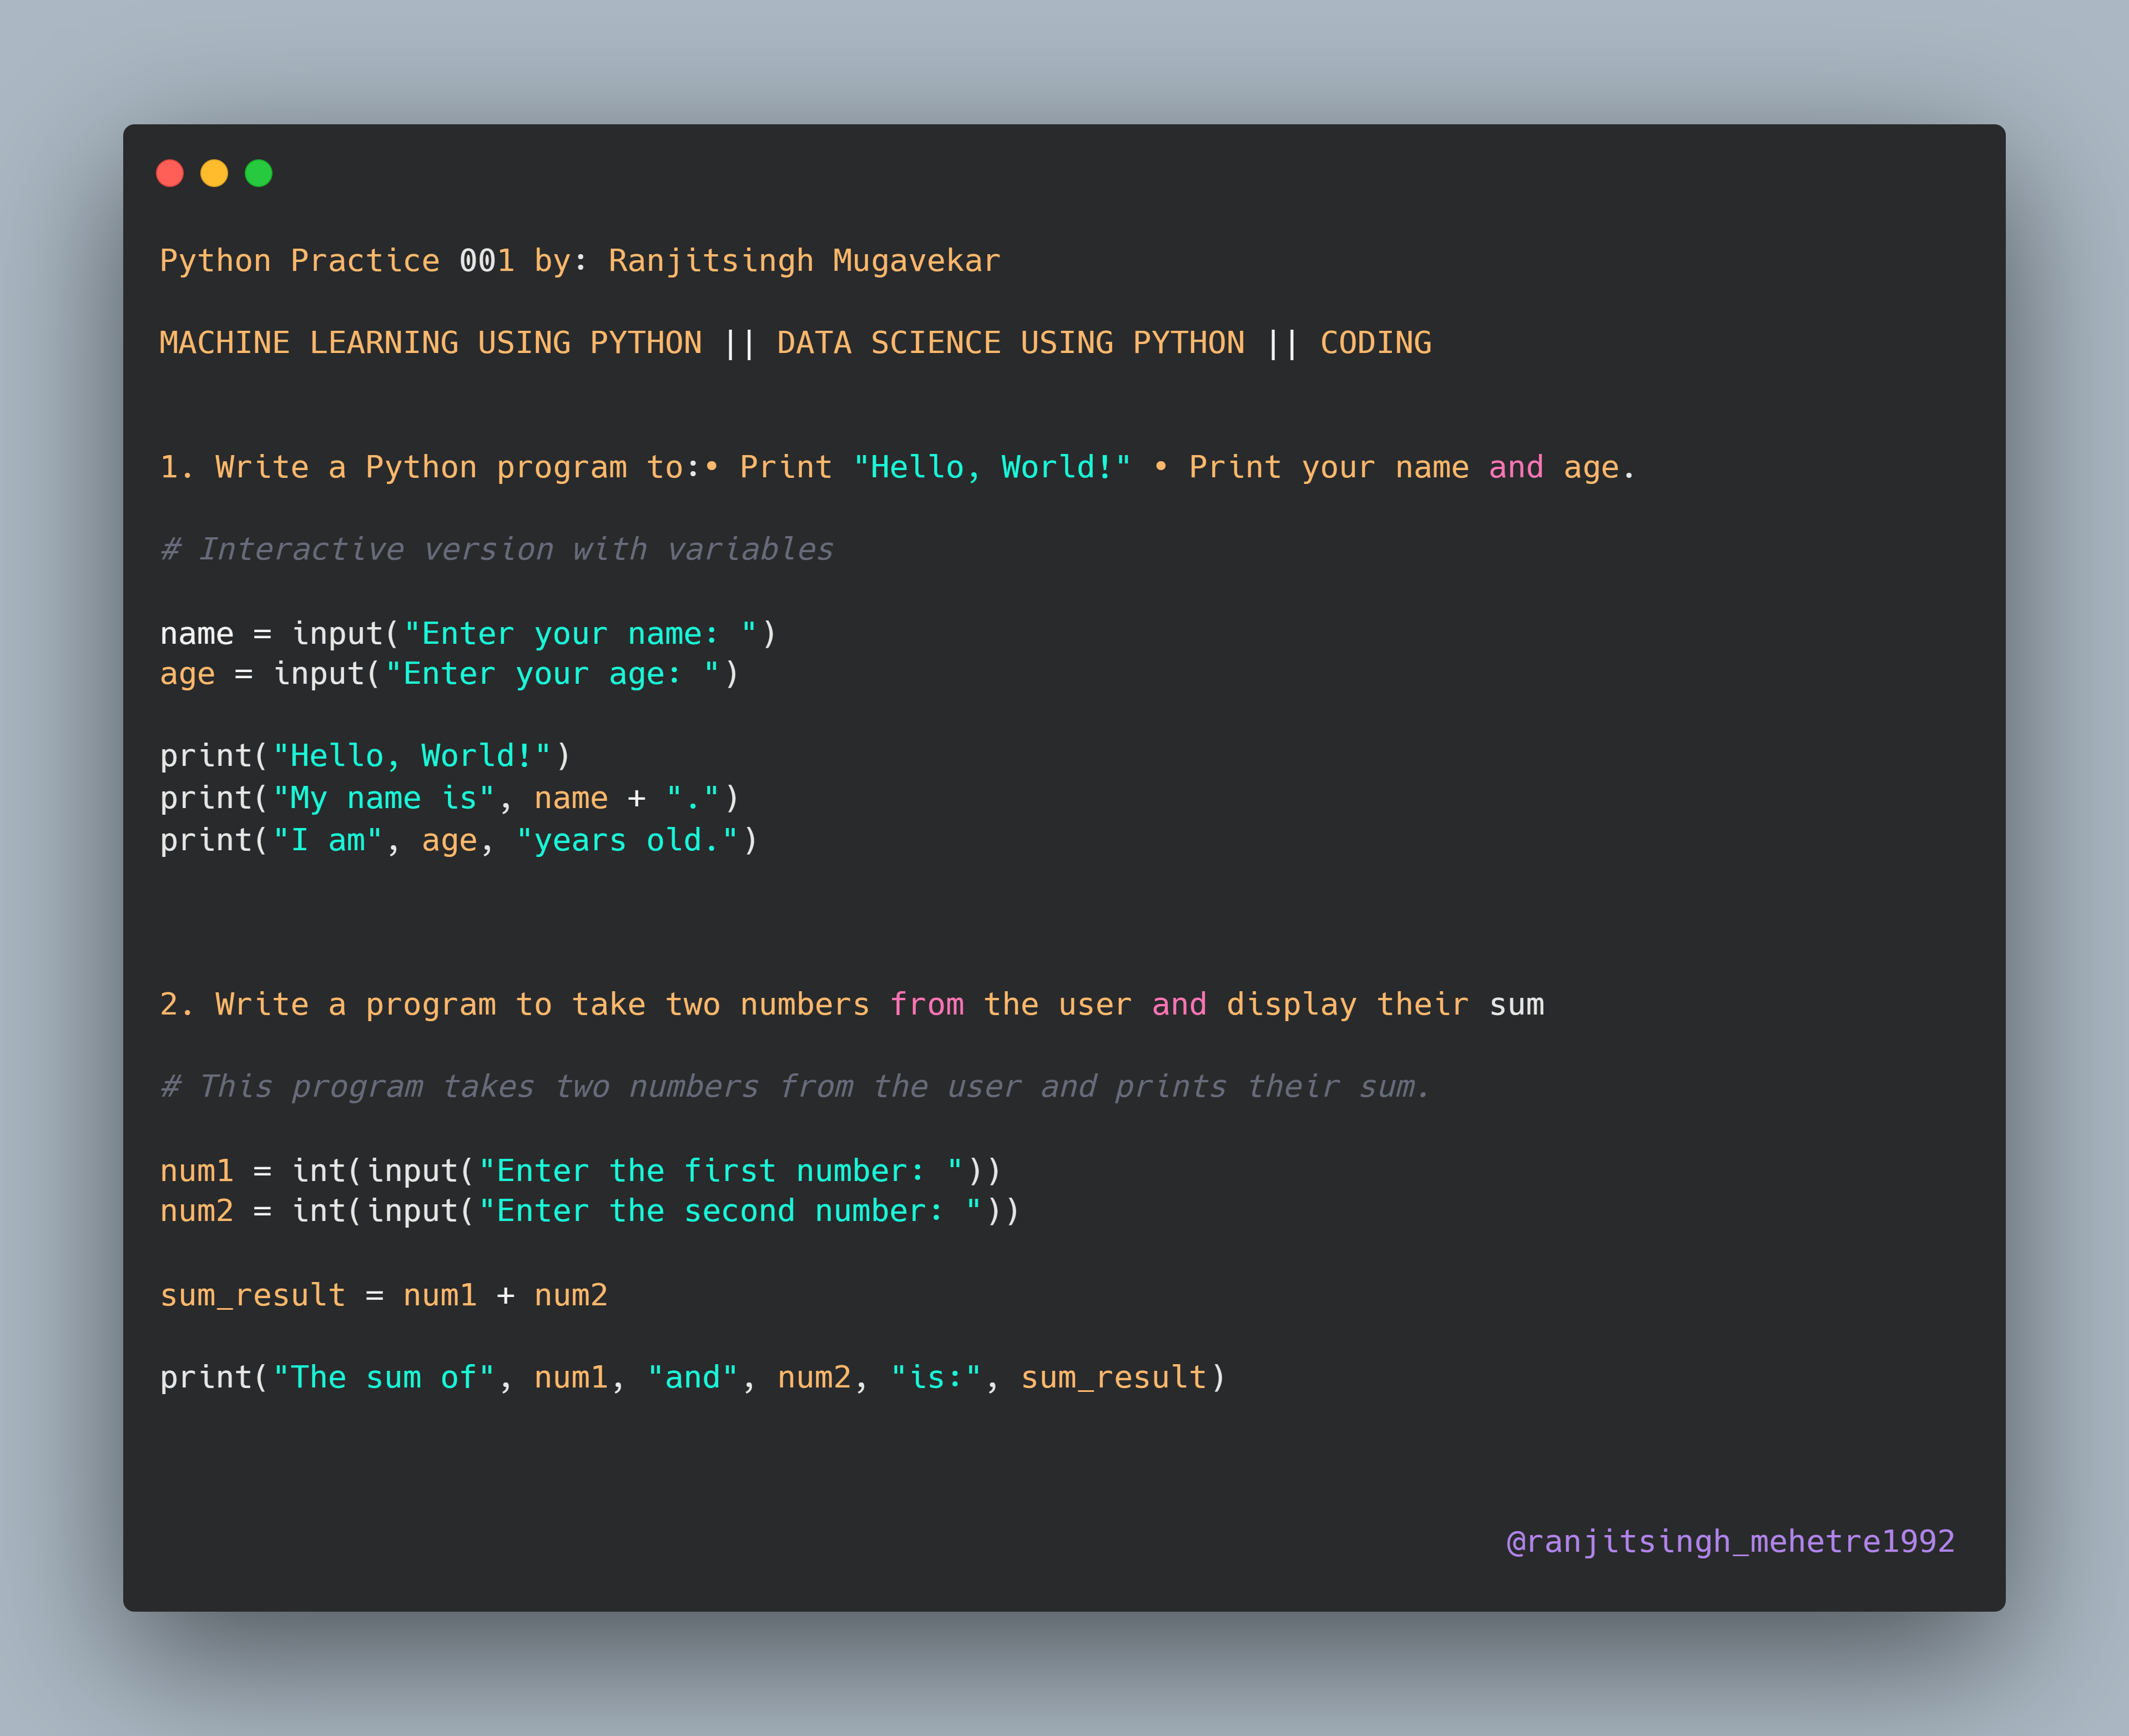 Python Practice 001 by: Ranjitsingh Mugavekar
MACHINE LEARNING USING PYTHON || DATA SCIENCE USING PYTHON || CODING
1. Write a Python program to:• Print "Hello, World!" • Print your name and age.
# Interactive version with variables
name = input("Enter your name: ")
age = input("Enter your age: ")
print("Hello, World!")
print("My name is", name + ".")
print("I am", age, "years old.")
2. Write a program to take two numbers from the user and display their sum
# This program takes two numbers from the user and prints their sum.
num1 = int(input("Enter the first number: "))
num2 = int(input("Enter the second number: "))
sum_result = num1 + num2
print("The sum of", num1, "and", num2, "is:", sum_result)
@ranjitsingh_mehetre1992